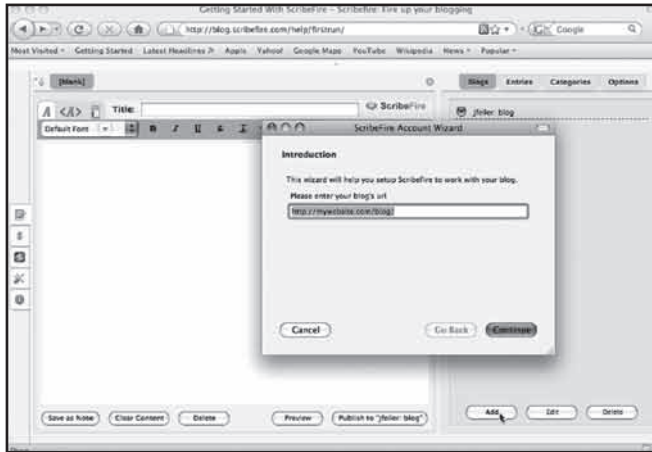 Getting Started With ScribeFire – ScribeFire: Fire up your blogging
http://blog.scribefire.com/help/firstrun/
Google
Most Visited Getting Started Latest Headlines Apple Yahoo! Google Maps YouTube Wikipedia News Popular
[Blank]
Blogs Entries Categories Options
A </A> Title:
ScribeFire
jfeiler: blog
Default Font
B I U S
ScribeFire Account Wizard
Introduction
This wizard will help you setup ScribeFire to work with your blog.
Please enter your blog's url
http://mywebsite.com/blog/
Cancel
Go Back
Continue
Save as Note
Clear Content
Delete
Preview
Publish to "jfeiler: blog"
Add
Edit
Delete